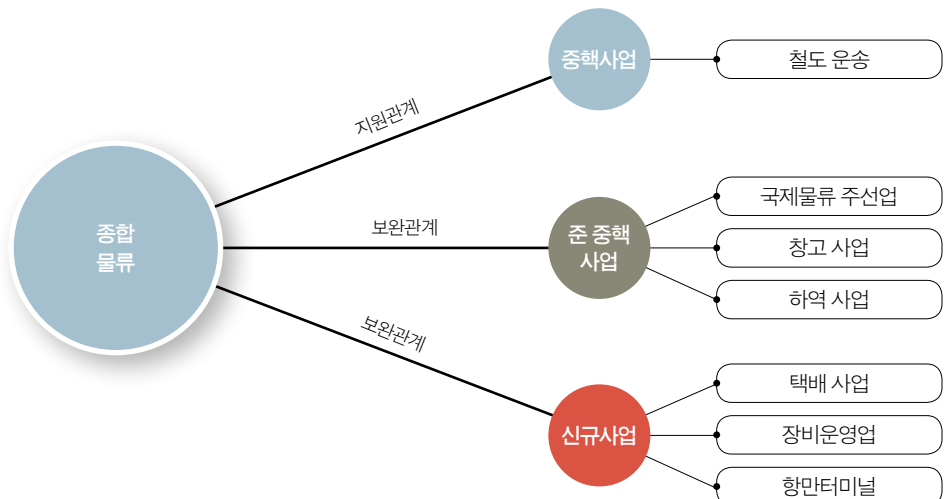 중핵사업
철도 운송
지원관계
종합
물류
보완관계
준 중핵
사업
국제물류 주선업
창고 사업
하역 사업
보완관계
신규사업
택배 사업
장비운영업
항만터미널